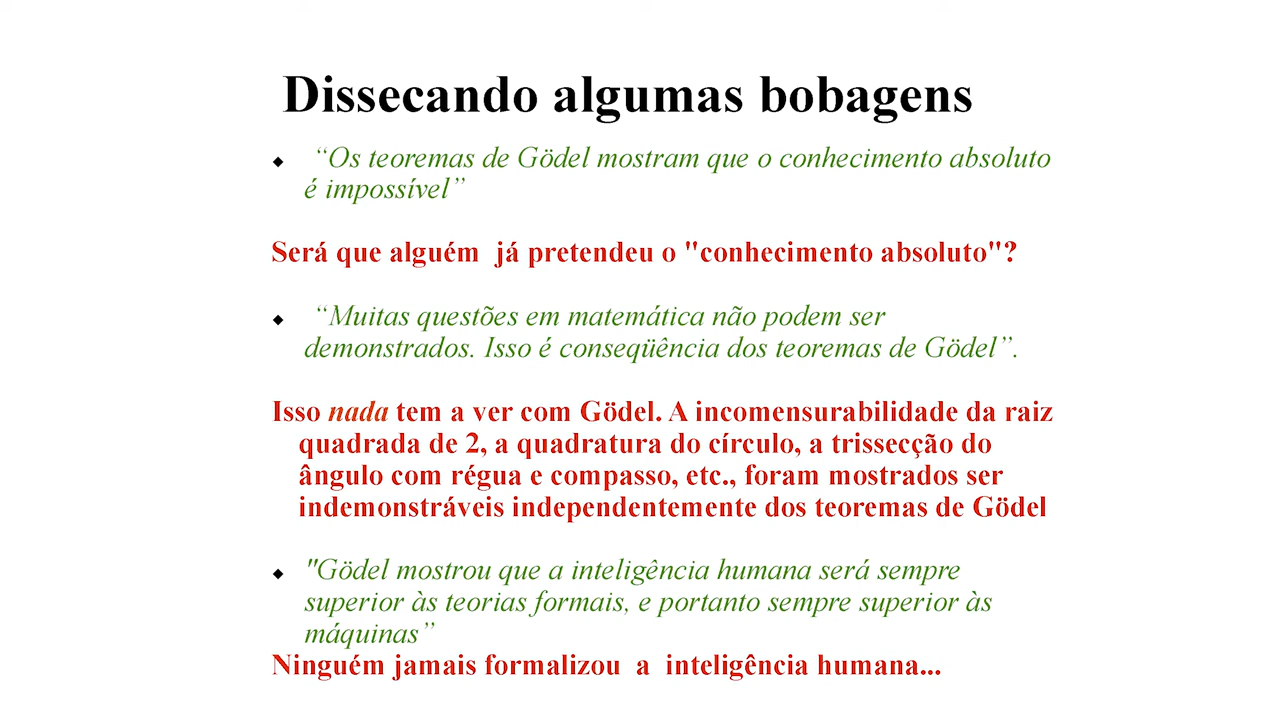 Dissecando algumas bobagens
“Os teoremas de Gödel mostram que o conhecimento absoluto
é impossível”
Será que alguém já pretendeu o "conhecimento absoluto"?
“Muitas questões em matemática não podem ser
demonstrados. Isso é conseqüência dos teoremas de Gödel”.
Isso nada tem a ver com Gödel. A incomensurabilidade da raiz
quadrada de 2, a quadratura do círculo, a trissecção do
ângulo com régua e compasso, etc., foram mostrados ser
indemonstráveis independentemente dos teoremas de Gödel
"Gödel mostrou que a inteligência humana será sempre
superior às teorias formais, e portanto sempre superior às
máquinas”
Ninguém jamais formalizou a inteligência humana...